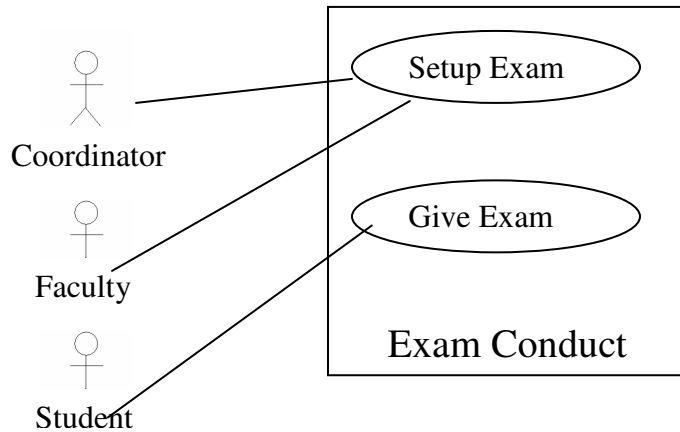 Setup Exam
Coordinator
Give Exam
Faculty
Exam Conduct
Student